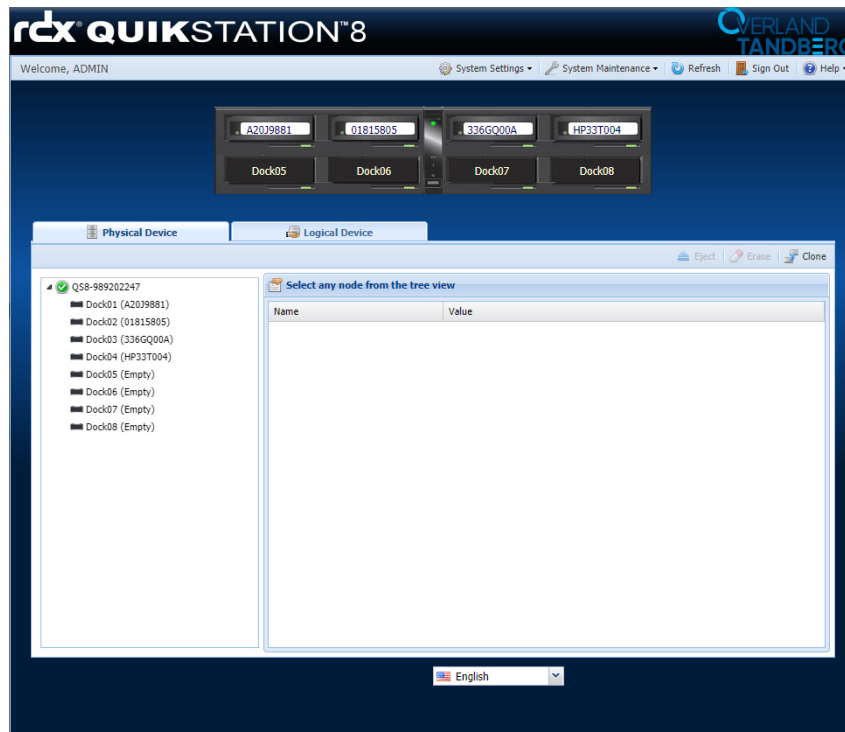 rdx® QUIKSTATION™8
OVERLAND
TANDBERG
Welcome, ADMIN
System Settings
System Maintenance
Refresh
Sign Out
Help
A20J9881
01815805
336GQ00A
HP33T004
Dock05
Dock06
Dock07
Dock08
Physical Device
Logical Device
Eject
Erase
Clone
QS8-989202247
Dock01 (A20J9881)
Dock02 (01815805)
Dock03 (336GQ00A)
Dock04 (HP33T004)
Dock05 (Empty)
Dock06 (Empty)
Dock07 (Empty)
Dock08 (Empty)
Select any node from the tree view
Name
Value
English